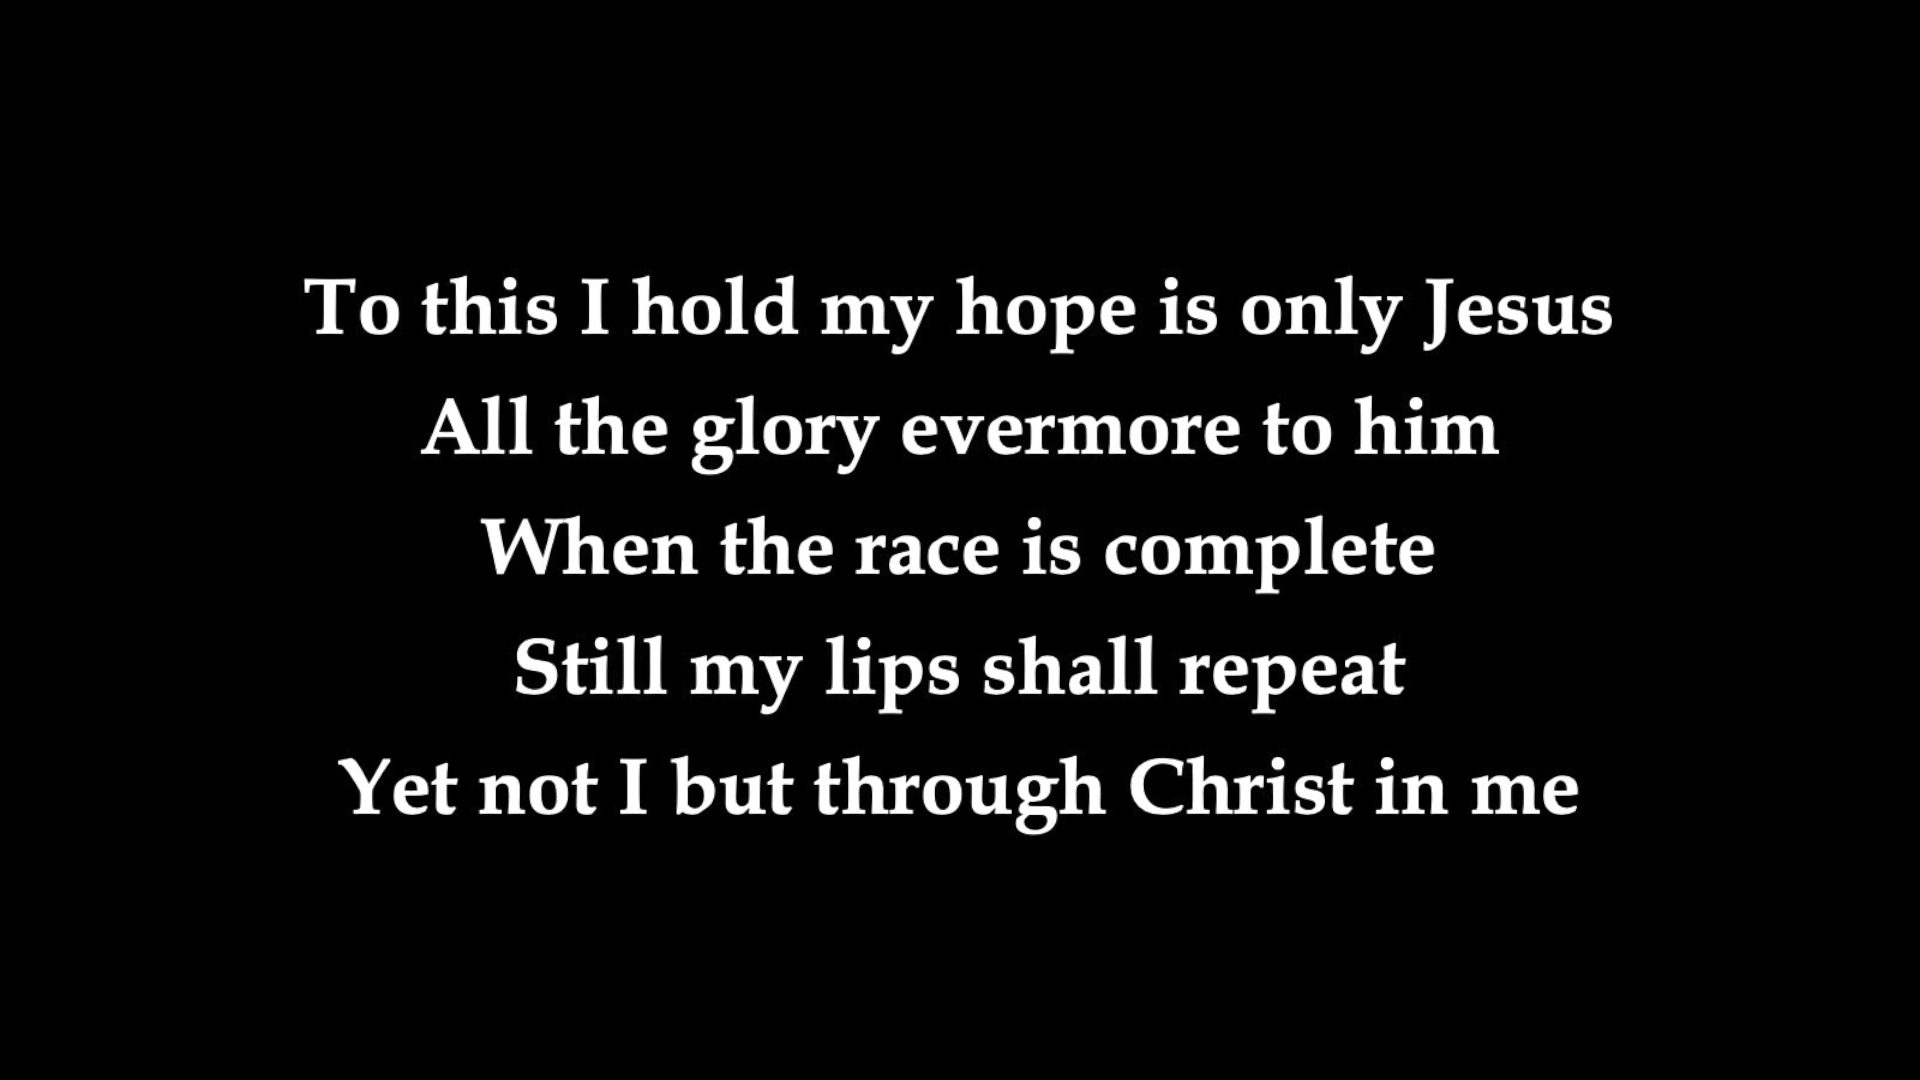 To this I hold my hope is only Jesus
All the glory evermore to him
When the race is complete
Still my lips shall repeat
Yet not I but through Christ in me